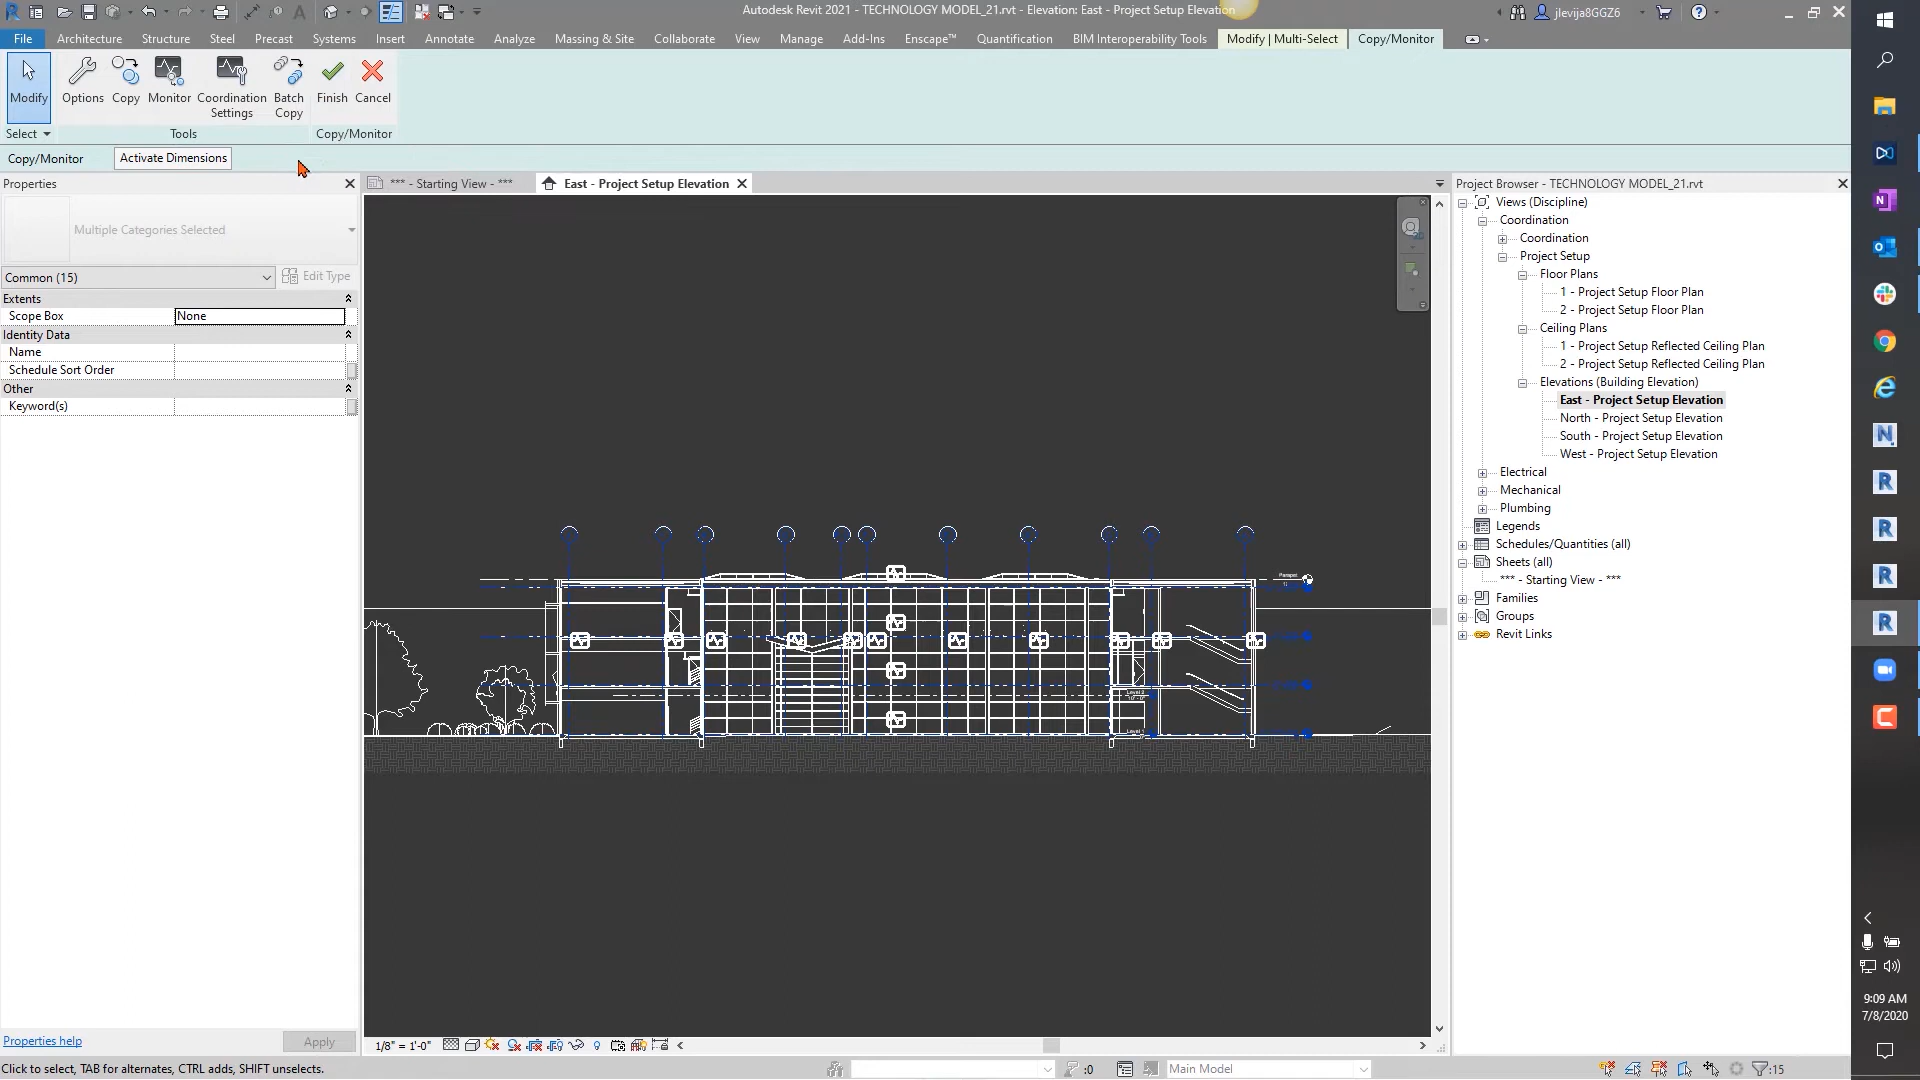 Autodesk Revit 2021 - TECHNOLOGY MODEL_21.rvt - Elevation: East - Project Setup Elevation
jlevija8GGZ6
File Architecture Structure Steel Precast Systems Insert Annotate Analyze Massing & Site Collaborate View Manage Add-Ins Enscape™ Quantification BIM Interoperability Tools Modify | Multi-Select Copy/Monitor
Modify Options Copy Monitor Coordination Settings Batch Copy Finish Cancel
Select Tools Copy/Monitor
Copy/Monitor Activate Dimensions
Properties
Multiple Categories Selected
Common (15) Edit Type
Extents
Scope Box None
Identity Data
Name
Schedule Sort Order
Other
Keyword(s)
Properties help Apply
*** - Starting View - *** East - Project Setup Elevation
Parapet
Level 2
Level 1
1/8" = 1'-0"
Project Browser - TECHNOLOGY MODEL_21.rvt
Views (Discipline)
Coordination
Coordination
Project Setup
Floor Plans
1 - Project Setup Floor Plan
2 - Project Setup Floor Plan
Ceiling Plans
1 - Project Setup Reflected Ceiling Plan
2 - Project Setup Reflected Ceiling Plan
Elevations (Building Elevation)
East - Project Setup Elevation
North - Project Setup Elevation
South - Project Setup Elevation
West - Project Setup Elevation
Electrical
Mechanical
Plumbing
Legends
Schedules/Quantities (all)
Sheets (all)
*** - Starting View - ***
Families
Groups
Revit Links
Click to select, TAB for alternates, CTRL adds, SHIFT unselects.
:0
Main Model
:15
9:09 AM
7/8/2020